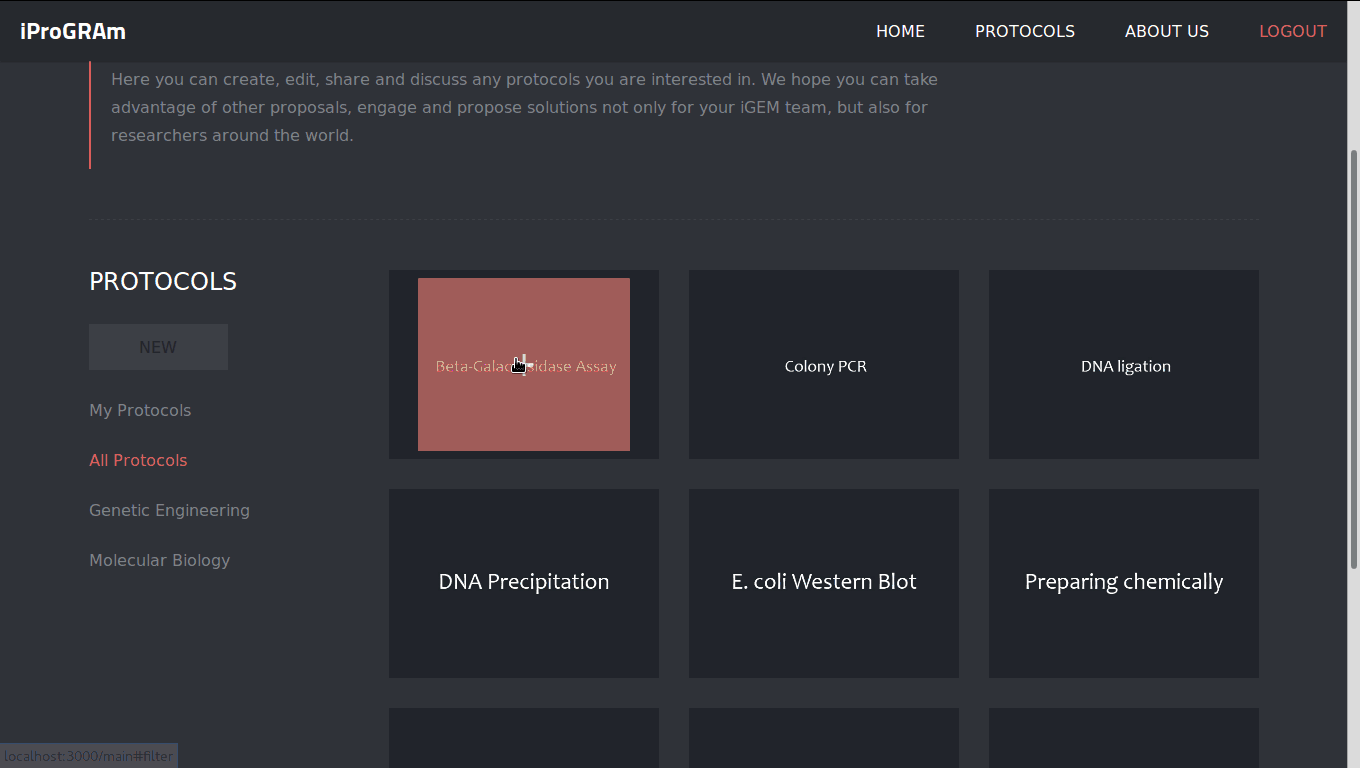 iProGRAm
HOME
PROTOCOLS
ABOUT US
LOGOUT
Here you can create, edit, share and discuss any protocols you are interested in. We hope you can take
advantage of other proposals, engage and propose solutions not only for your iGEM team, but also for
researchers around the world.
PROTOCOLS
NEW
My Protocols
All Protocols
Genetic Engineering
Molecular Biology
Beta-Galactosidase Assay
Colony PCR
DNA ligation
DNA Precipitation
E. coli Western Blot
Preparing chemically
localhost:3000/main#filter